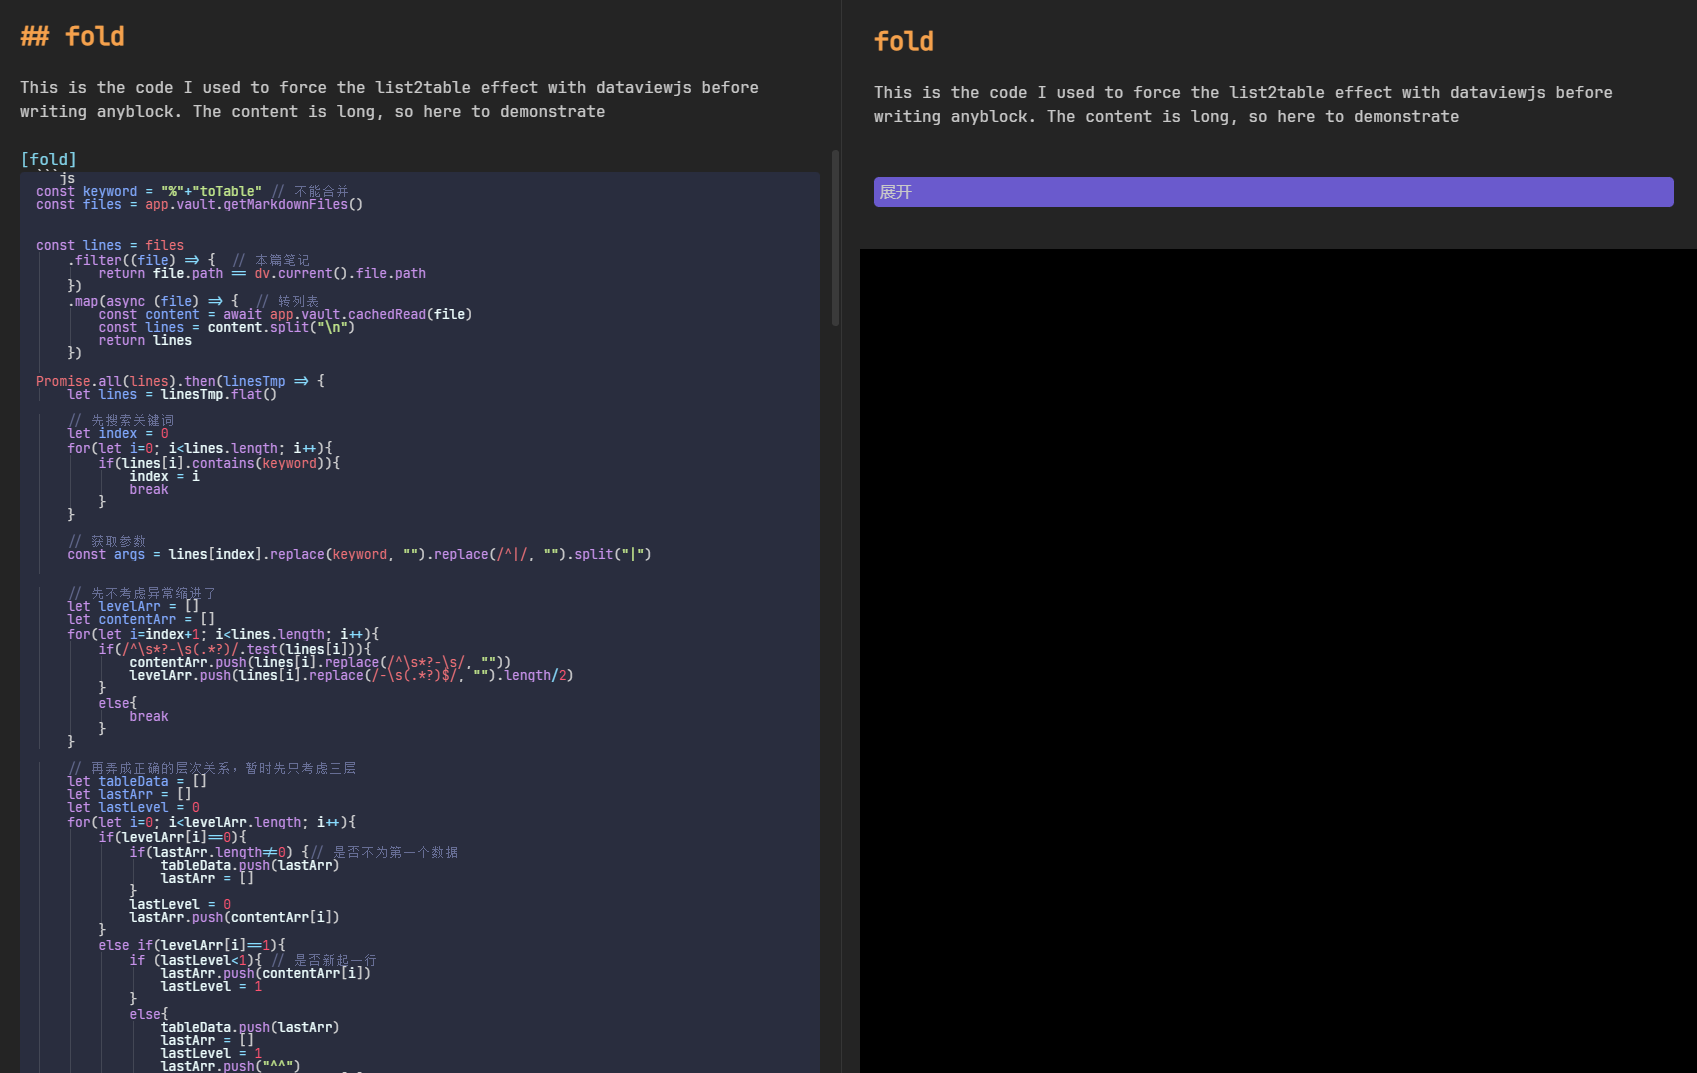 ## fold
This is the code I used to force the list2table effect with dataviewjs before
writing anyblock. The content is long, so here to demonstrate
[fold]
```js
const keyword = "%"+"toTable" // 不能合并
const files = app.vault.getMarkdownFiles()
const lines = files
.filter((file) => {  // 本篇笔记
return file.path == dv.current().file.path
})
.map(async (file) => {  // 转列表
const content = await app.vault.cachedRead(file)
const lines = content.split("\n")
return lines
})
Promise.all(lines).then(linesTmp => {
let lines = linesTmp.flat()
// 先搜索关键词
let index = 0
for(let i=0; i<lines.length; i++){
if(lines[i].contains(keyword)){
index = i
break
}
}
// 获取参数
const args = lines[index].replace(keyword, "").replace(/^|/, "").split("|")
// 先不考虑异常缩进了
let levelArr = []
let contentArr = []
for(let i=index+1; i<lines.length; i++){
if(/^\s*?-\s(.*?)/.test(lines[i])){
contentArr.push(lines[i].replace(/^\s*?-\s/, ""))
levelArr.push(lines[i].replace(/-\s(.*?)$/, "").length/2)
}
else{
break
}
}
// 再弄成正确的层次关系，暂时先只考虑三层
let tableData = []
let lastArr = []
let lastLevel = 0
for(let i=0; i<levelArr.length; i++){
if(levelArr[i]==0){
if(lastArr.length!=0) {// 是否不为第一个数据
tableData.push(lastArr)
lastArr = []
}
lastLevel = 0
lastArr.push(contentArr[i])
}
else if(levelArr[i]==1){
if (lastLevel<1){ // 是否新起一行
lastArr.push(contentArr[i])
lastLevel = 1
}
else{
tableData.push(lastArr)
lastArr = []
lastLevel = 1
lastArr.push("^^")
fold
This is the code I used to force the list2table effect with dataviewjs before
writing anyblock. The content is long, so here to demonstrate
展开